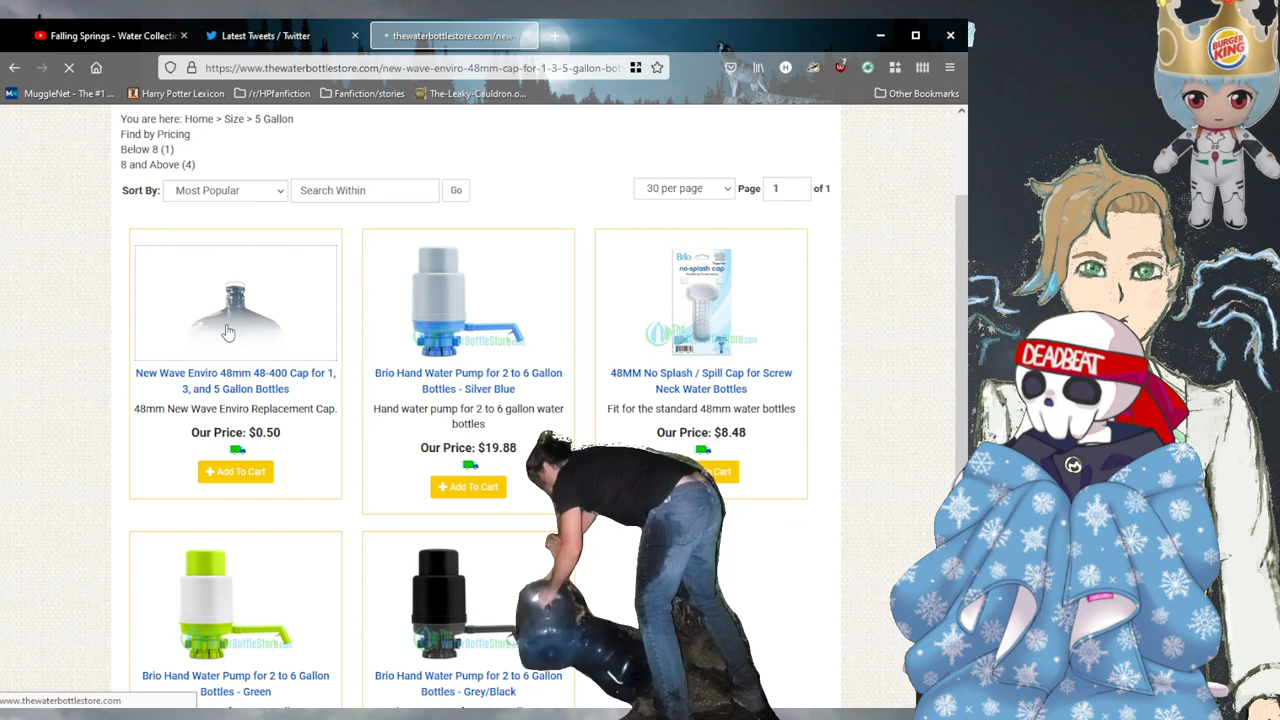 Falling Springs - Water Collecti
Latest Tweets / Twitter
thewaterbottlestore.com/new-
https://www.thewaterbottlestore.com/new-wave-enviro-48mm-cap-for-1-3-5-gallon-bot
MuggleNet - The #1 ...
Harry Potter Lexicon
/r/HPfanfiction
Fanfiction/stories
The-Leaky-Cauldron.o...
Other Bookmarks
BURGER
KING
You are here: Home > Size > 5 Gallon
Find by Pricing
Below 8 (1)
8 and Above (4)
Sort By:
Most Popular
Search Within
Go
30 per page
Page
1
of 1
Brio
no-splash cap
New Wave Enviro 48mm 48-400 Cap for 1,
3, and 5 Gallon Bottles
48mm New Wave Enviro Replacement Cap.
Our Price: $0.50
Add To Cart
Brio Hand Water Pump for 2 to 6 Gallon
Bottles - Silver Blue
Hand water pump for 2 to 6 gallon water
bottles
Our Price: $19.88
Add To Cart
48MM No Splash / Spill Cap for Screw
Neck Water Bottles
Fit for the standard 48mm water bottles
Our Price: $8.48
Cart
DEADBEAT
Brio Hand Water Pump for 2 to 6 Gallon
Bottles - Green
Brio Hand Water Pump for 2 to 6 Gallon
Bottles - Grey/Black
www.thewaterbottlestore.com